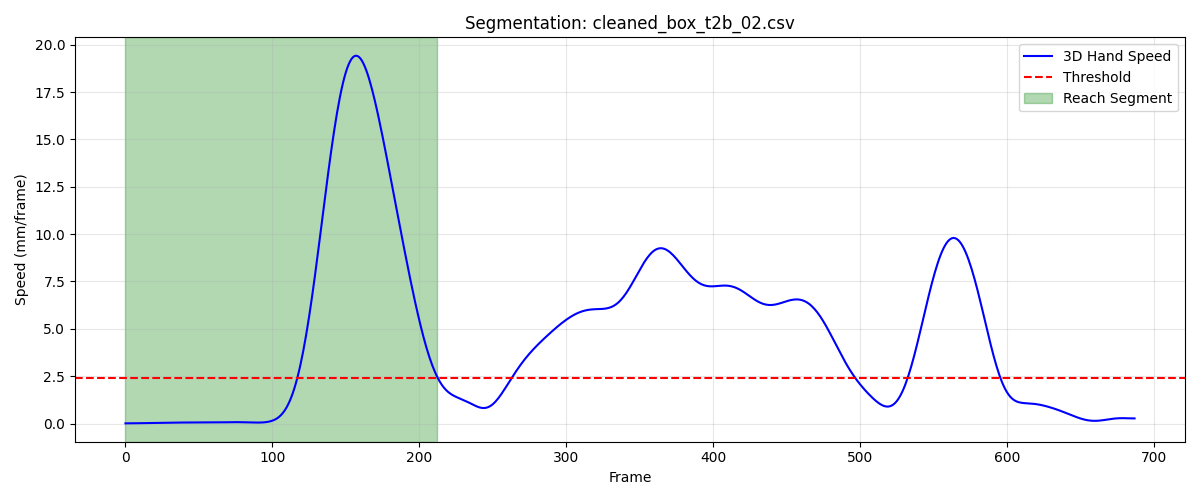 Segmentation: cleaned_box_t2b_02.csv
20.0
17.5
15.0
12.5
10.0
7.5
5.0
2.5
0.0
Speed (mm/frame)
3D Hand Speed
Threshold
Reach Segment
0 100 200 300 400 500 600 700
Frame